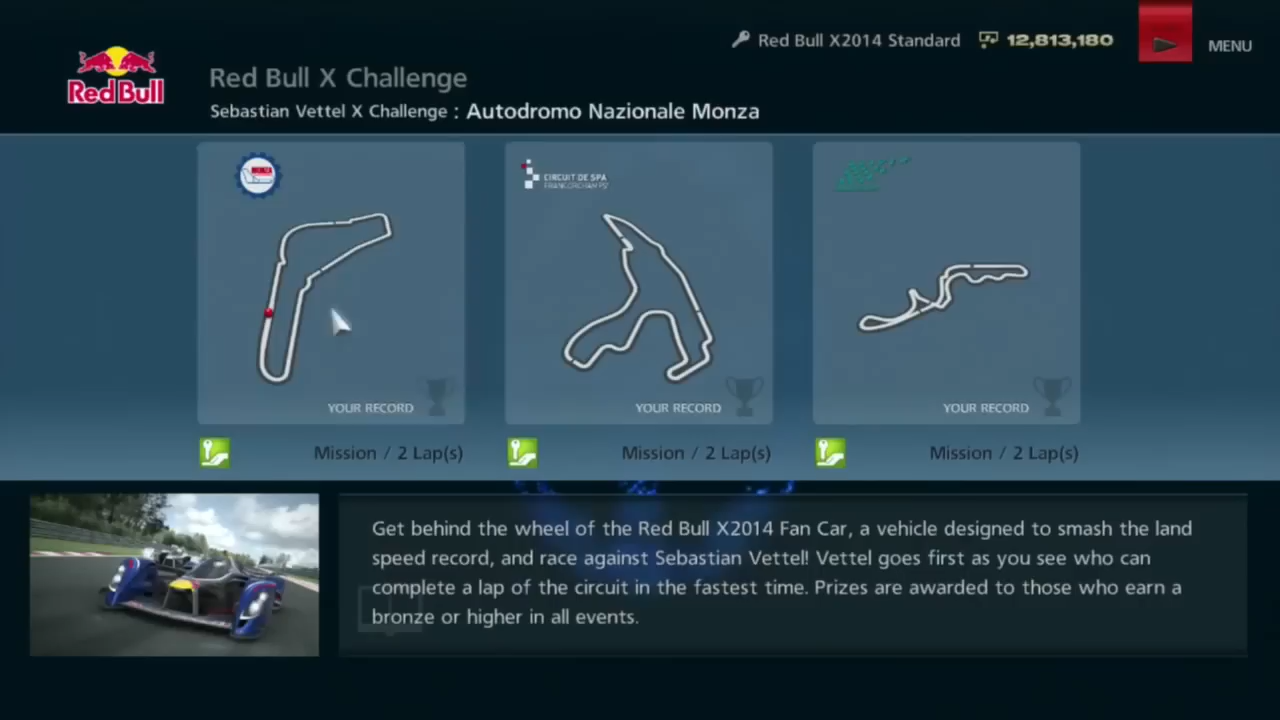 Red Bull X2014 Standard
12,813,180
MENU
Red Bull
Red Bull X Challenge
Sebastian Vettel X Challenge : Autodromo Nazionale Monza
MONZA
CIRCUIT DE SPA
FRANCORCHAMPS
YOUR RECORD
YOUR RECORD
YOUR RECORD
Mission / 2 Lap(s)
Mission / 2 Lap(s)
Mission / 2 Lap(s)
Get behind the wheel of the Red Bull X2014 Fan Car, a vehicle designed to smash the land
speed record, and race against Sebastian Vettel! Vettel goes first as you see who can
complete a lap of the circuit in the fastest time. Prizes are awarded to those who earn a
bronze or higher in all events.